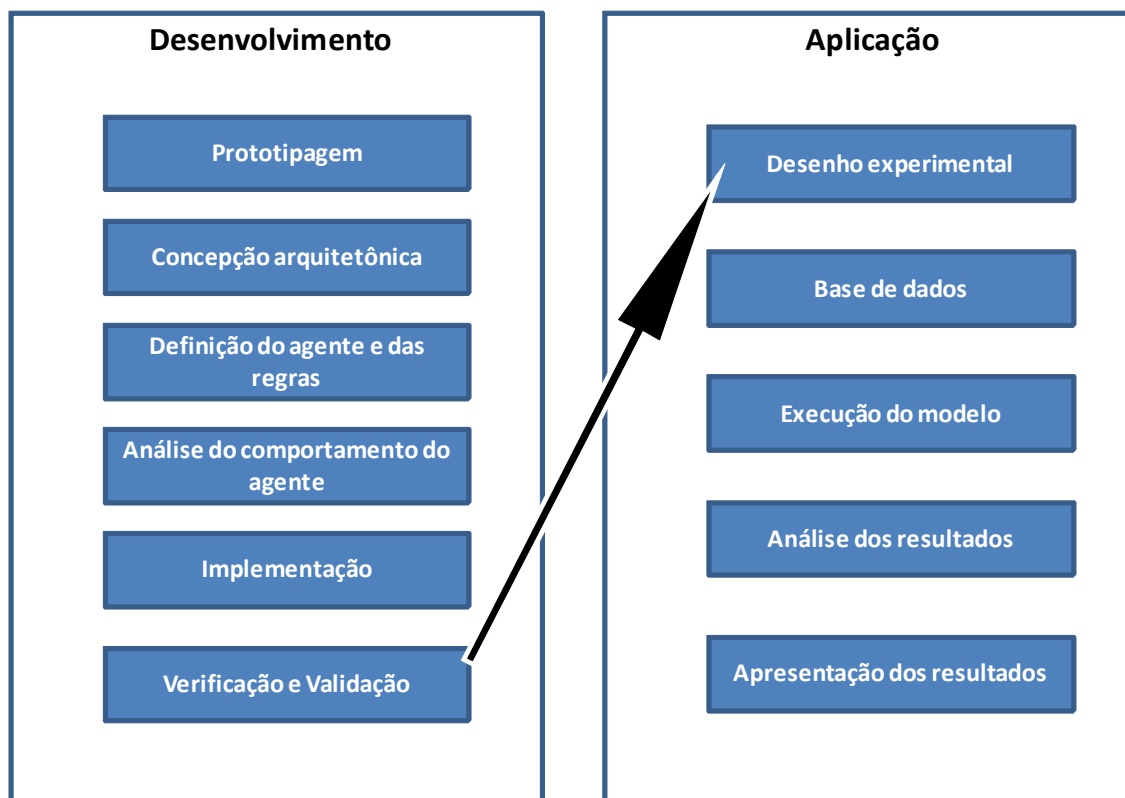 Desenvolvimento
Prototipagem
Concepção arquitetônica
Definição do agente e das
regras
Análise do comportamento do
agente
Implementação
Verificação e Validação
Aplicação
Desenho experimental
Base de dados
Execução do modelo
Análise dos resultados
Apresentação dos resultados